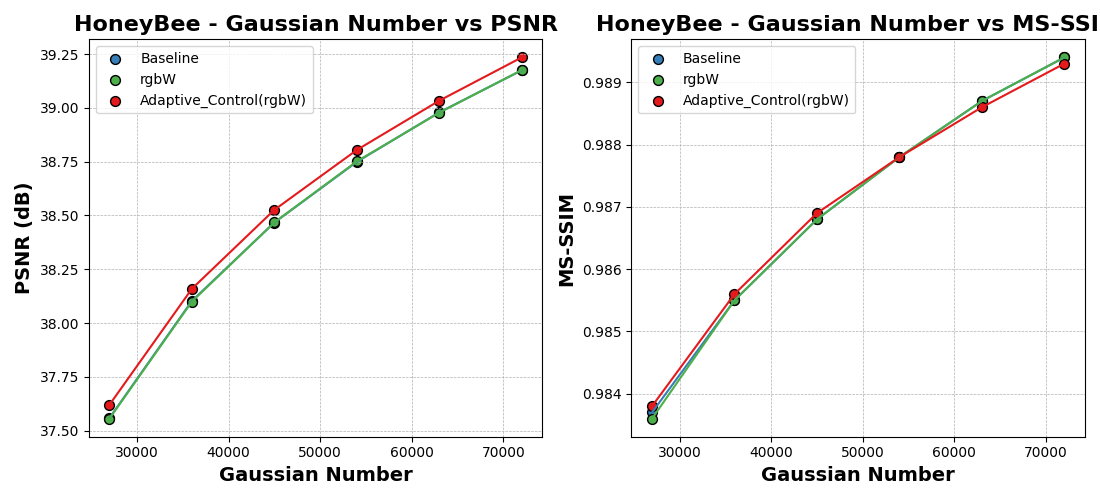 HoneyBee - Gaussian Number vs PSNR
39.25
39.00
38.75
38.50
38.25
38.00
37.75
37.50
PSNR (dB)
Baseline
rgbW
Adaptive_Control(rgbW)
30000 40000 50000 60000 70000
Gaussian Number
HoneyBee - Gaussian Number vs MS-SSI
0.989
0.988
0.987
0.986
0.985
0.984
MS-SSIM
Baseline
rgbW
Adaptive_Control(rgbW)
30000 40000 50000 60000 70000
Gaussian Number